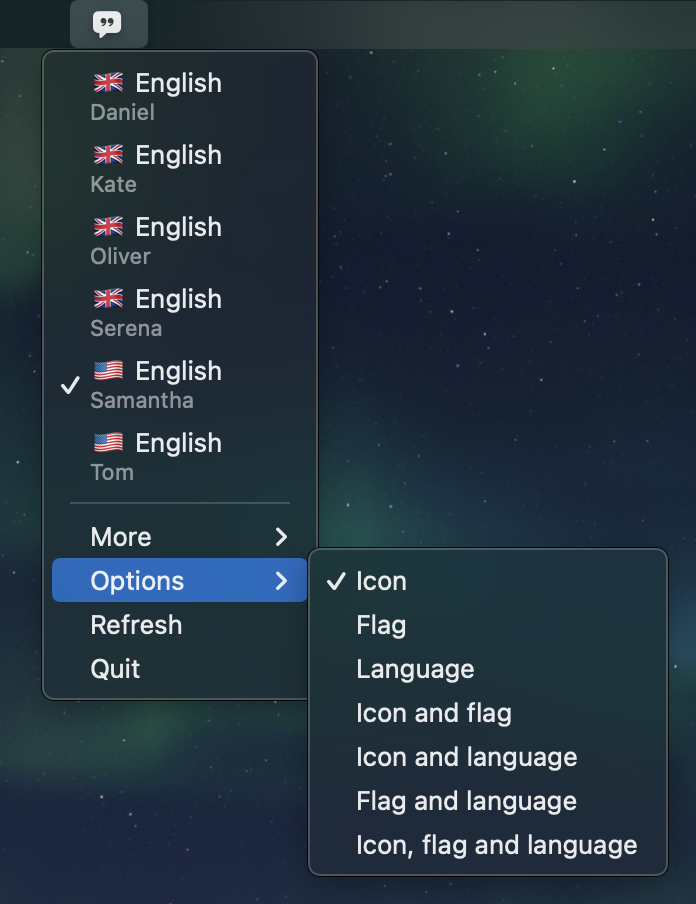 English
Daniel
English
Kate
English
Oliver
English
Serena
English
Samantha
English
Tom
More
Options
Refresh
Quit
Icon
Flag
Language
Icon and flag
Icon and language
Flag and language
Icon, flag and language